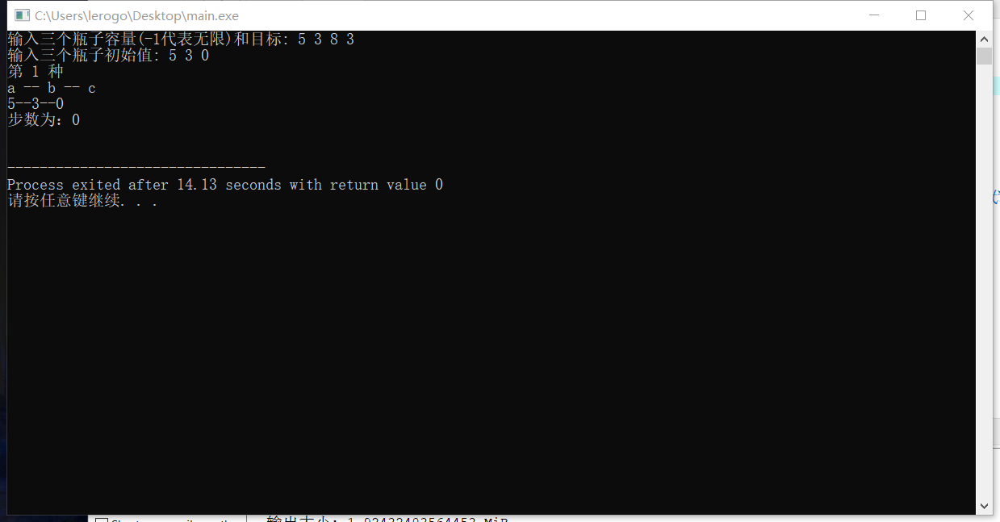 C:\Users\lerogo\Desktop\main.exe
输入三个瓶子容量(-1代表无限)和目标: 5 3 8 3
输入三个瓶子初始值: 5 3 0
第 1 种
a -- b -- c
5--3--0
步数为: 0
--------------------------------
Process exited after 14.13 seconds with return value 0
请按任意键继续. . .